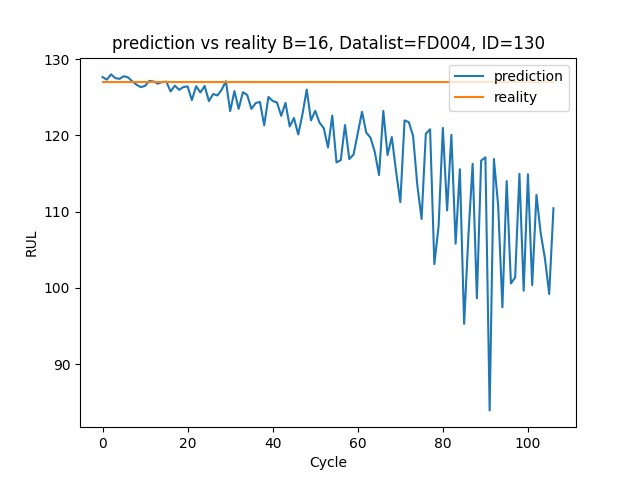 prediction vs reality B=16, Datalist=FD004, ID=130
130
120
110
100
90
RUL
prediction
reality
0
20
40
60
80
100
Cycle